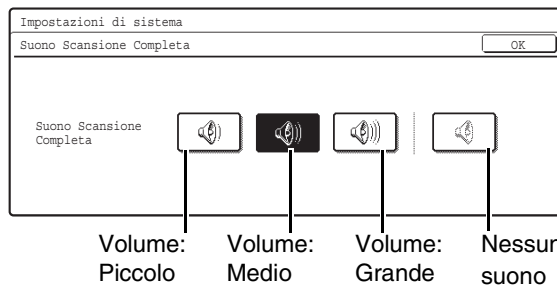 Impostazioni di sistema
Suono Scansione Completa
OK
Suono Scansione
Completa
Volume: Volume: Volume: Nessun
Piccolo Medio Grande suono